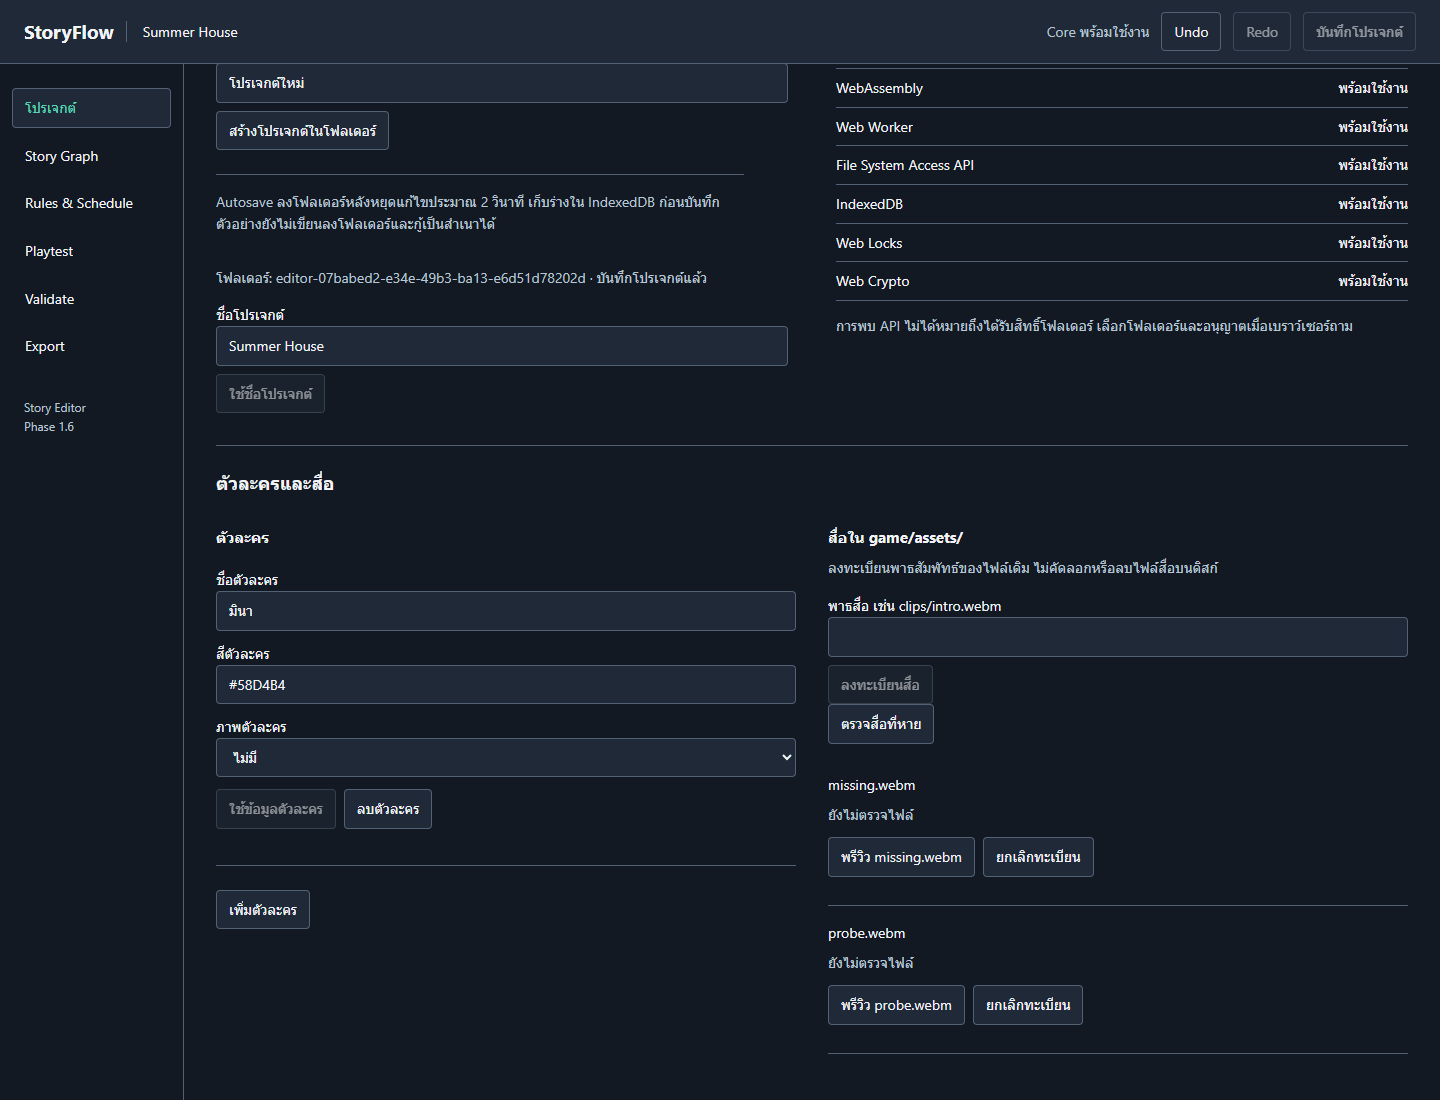 StoryFlow
Summer House
Core พร้อมใช้งาน
Undo
Redo
บันทึกโปรเจกต์
โปรเจกต์
Story Graph
Rules & Schedule
Playtest
Validate
Export
Story Editor
Phase 1.6
โปรเจกต์ใหม่
สร้างโปรเจกต์ในโฟลเดอร์
Autosave ลงโฟลเดอร์หลังหยุดแก้ไขประมาณ 2 วินาที เก็บร่างใน IndexedDB ก่อนบันทึก
ตัวอย่างยังไม่เขียนลงโฟลเดอร์และกู้เป็นสำเนาได้
โฟลเดอร์: editor-07babed2-e34e-49b3-ba13-e6d51d78202d · บันทึกโปรเจกต์แล้ว
ชื่อโปรเจกต์
Summer House
ใช้ชื่อโปรเจกต์
WebAssembly พร้อมใช้งาน
Web Worker พร้อมใช้งาน
File System Access API พร้อมใช้งาน
IndexedDB พร้อมใช้งาน
Web Locks พร้อมใช้งาน
Web Crypto พร้อมใช้งาน
การพบ API ไม่ได้หมายถึงได้รับสิทธิ์โฟลเดอร์ เลือกโฟลเดอร์และอนุญาตเมื่อเบราว์เซอร์ถาม
ตัวละครและสื่อ
ตัวละคร
ชื่อตัวละคร
มินา
สีตัวละคร
#58D4B4
ภาพตัวละคร
ไม่มี
ใช้ข้อมูลตัวละคร
ลบตัวละคร
เพิ่มตัวละคร
สื่อใน game/assets/
ลงทะเบียนพาธสัมพัทธ์ของไฟล์เดิม ไม่คัดลอกหรือลบไฟล์สื่อบนดิสก์
พาธสื่อ เช่น clips/intro.webm
ลงทะเบียนสื่อ
ตรวจสื่อที่หาย
missing.webm
ยังไม่ตรวจไฟล์
พรีวิว missing.webm
ยกเลิกทะเบียน
probe.webm
ยังไม่ตรวจไฟล์
พรีวิว probe.webm
ยกเลิกทะเบียน